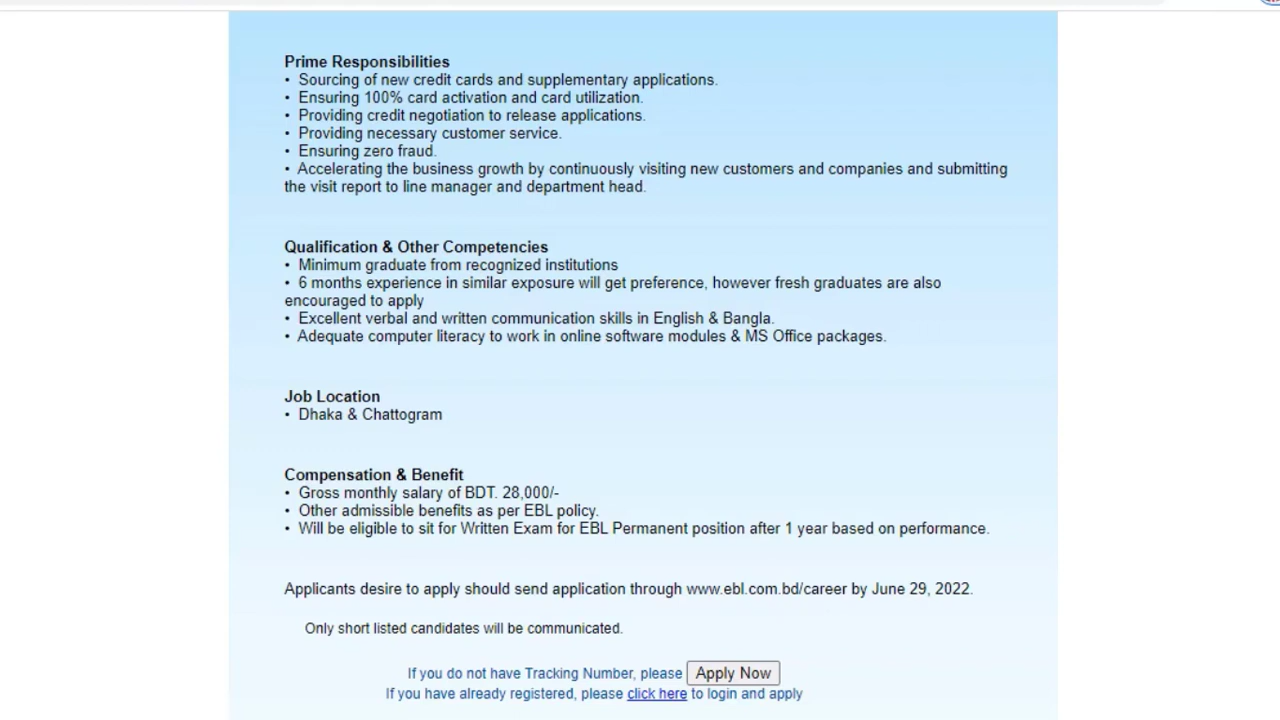 Prime Responsibilities
• Sourcing of new credit cards and supplementary applications.
• Ensuring 100% card activation and card utilization.
• Providing credit negotiation to release applications.
• Providing necessary customer service.
• Ensuring zero fraud.
• Accelerating the business growth by continuously visiting new customers and companies and submitting
the visit report to line manager and department head.
Qualification & Other Competencies
• Minimum graduate from recognized institutions
• 6 months experience in similar exposure will get preference, however fresh graduates are also
encouraged to apply
• Excellent verbal and written communication skills in English & Bangla.
• Adequate computer literacy to work in online software modules & MS Office packages.
Job Location
• Dhaka & Chattogram
Compensation & Benefit
• Gross monthly salary of BDT. 28,000/-
• Other admissible benefits as per EBL policy.
• Will be eligible to sit for Written Exam for EBL Permanent position after 1 year based on performance.
Applicants desire to apply should send application through www.ebl.com.bd/career by June 29, 2022.
Only short listed candidates will be communicated.
If you do not have Tracking Number, please Apply Now
If you have already registered, please click here to login and apply